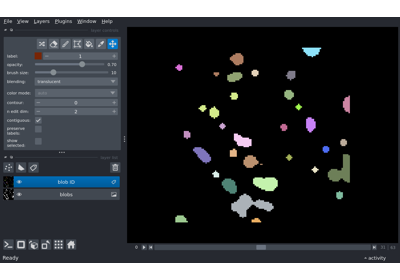 File View Layers Plugins Window Help
label: 1
opacity: 0.70
brush size: 10
blending: translucent
color mode:
contour: 0
n edit dim: 2
contiguous:
preserve labels:
show selected:
blob ID
blobs
Ready
activity